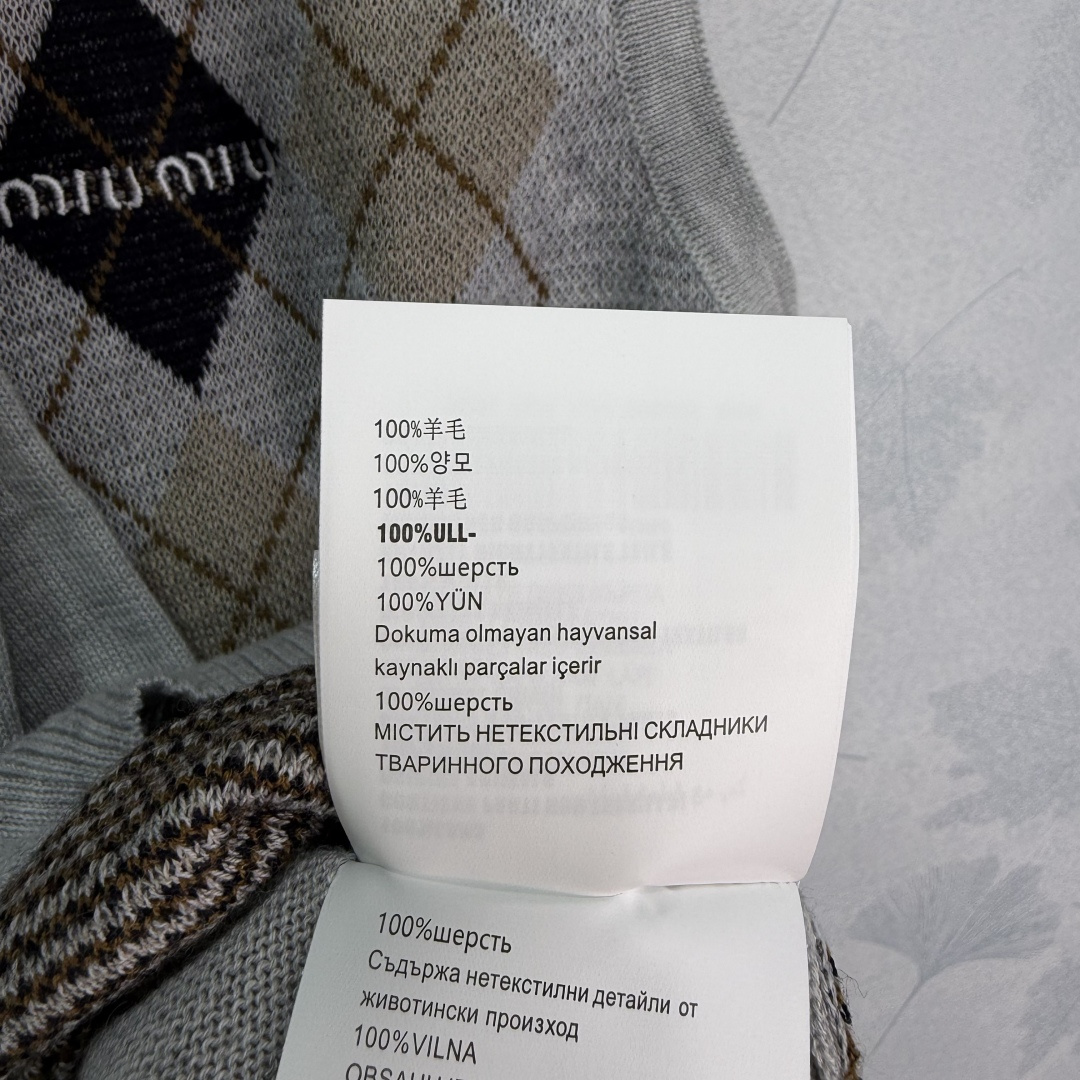 miu miu
100%羊毛
100%양모
100%羊毛
100%ULL-
100%шерсть
100%YÜN
Dokuma olmayan hayvansal
kaynaklı parçalar içerir
100%шерсть
МІСТИТЬ НЕТЕКСТИЛЬНІ СКЛАДНИКИ
ТВАРИННОГО ПОХОДЖЕННЯ
100%шерсть
Съдържа нетекстилни детайли от
животински произход
100%VILNA